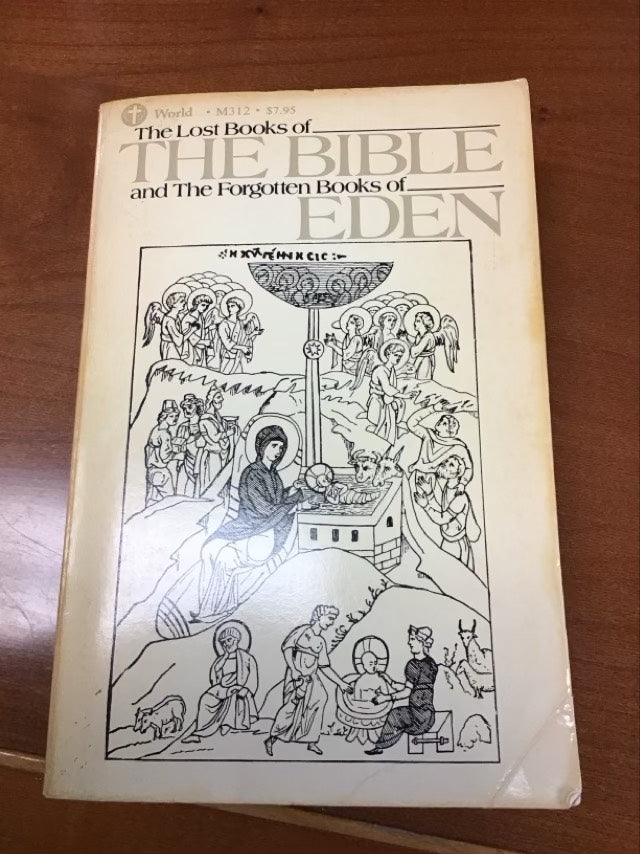 World • M312 • $7.95
The Lost Books of
THE BIBLE
and The Forgotten Books of
EDEN